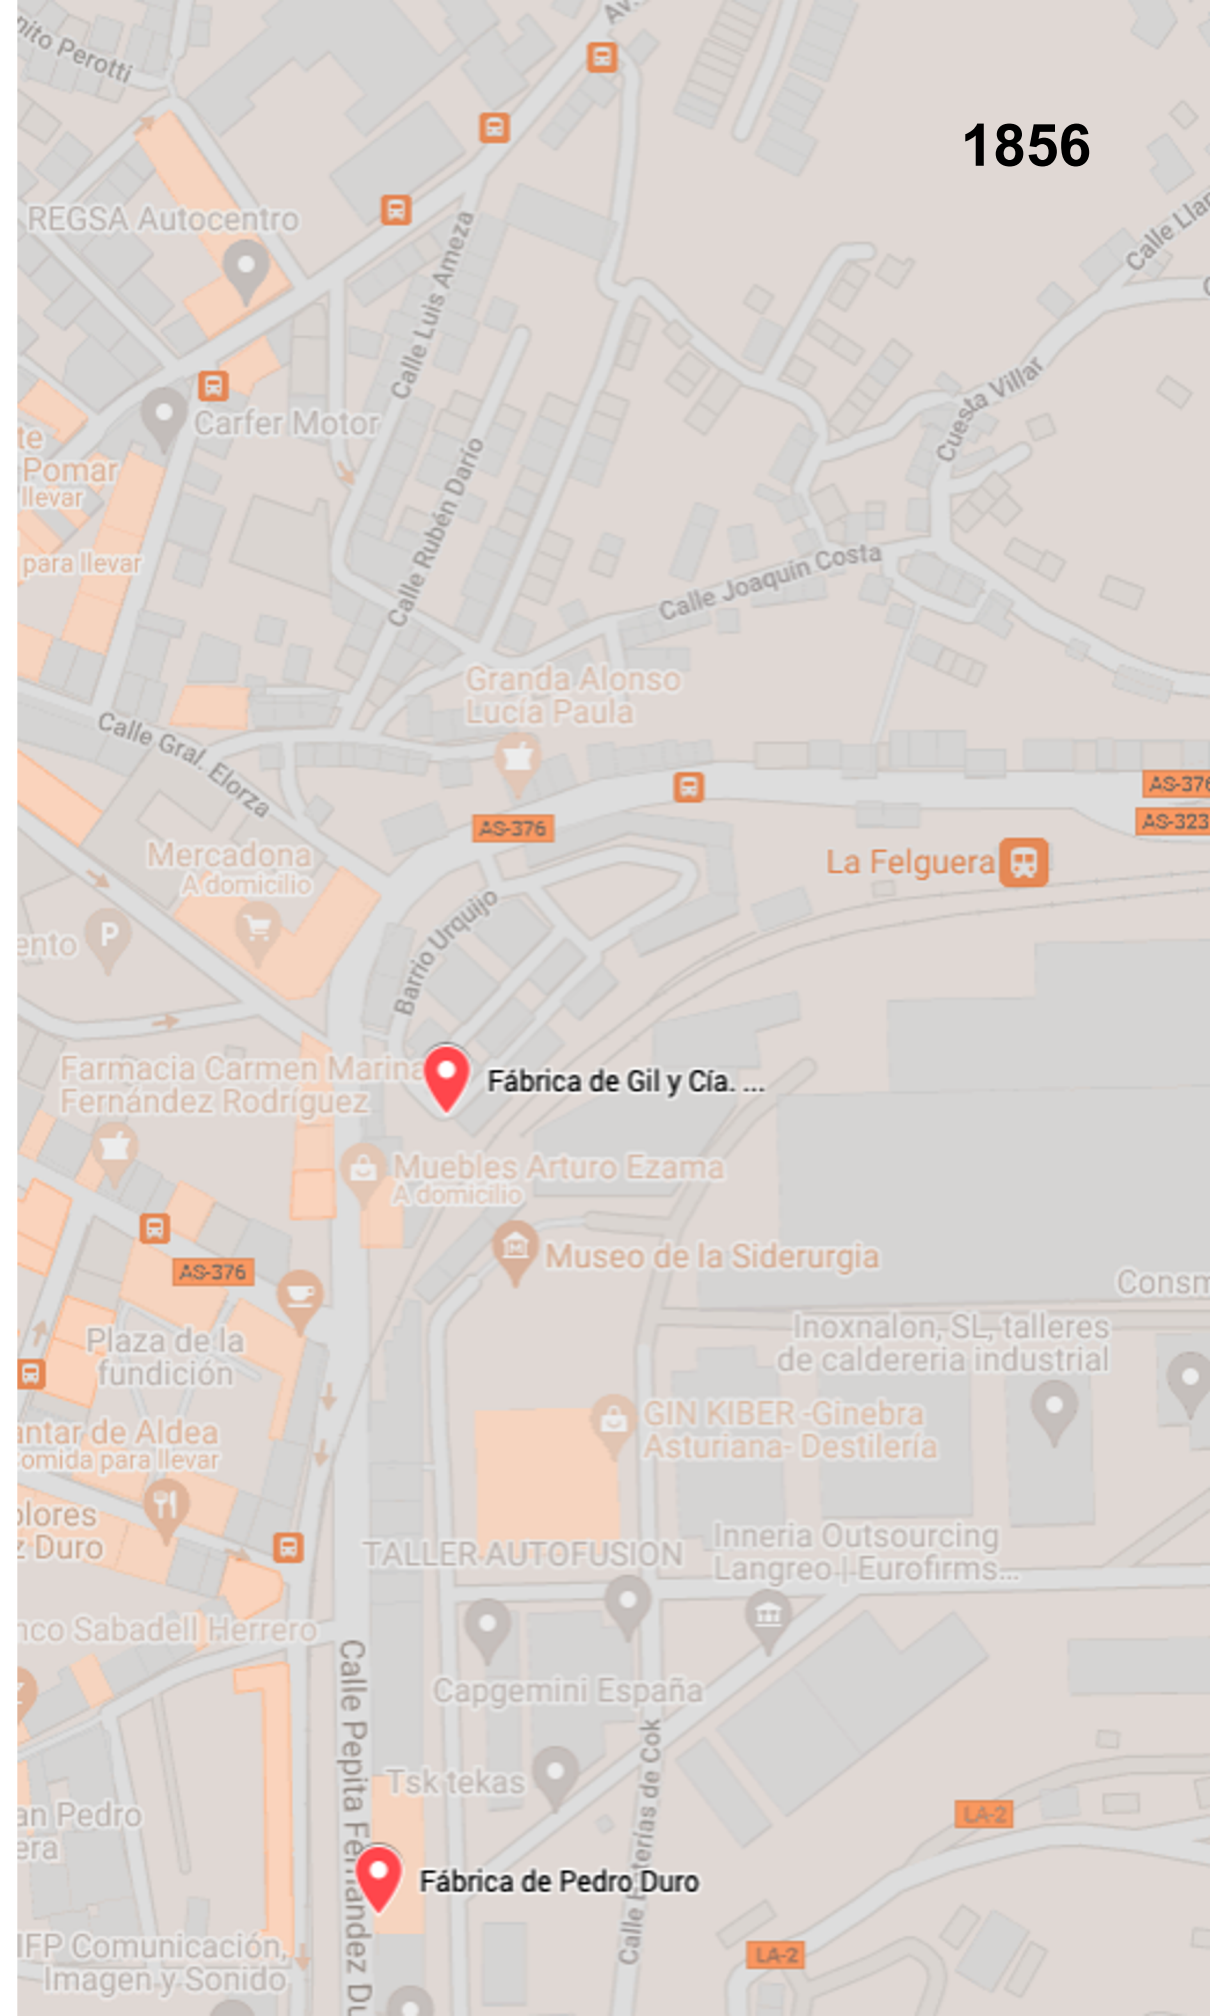 nito Perotti
Av.
1856
REGSA Autocentro
Calle Luis Ameza
Calle Llan
Carfer Motor
Cuesta Villar
te
Pomar
llevar
para llevar
Calle Rubén Darío
Calle Joaquín Costa
Granda Alonso
Lucía Paula
Calle Gral. Elorza
AS-376
AS-376
AS-323
La Felguera
Mercadona
A domicilio
P
ento
Barrio Urquijo
Farmacia Carmen Marina
Fernández Rodríguez
Fábrica de Gil y Cía. ...
Muebles Arturo Ezama
A domicilio
Museo de la Siderurgia
AS-376
Consm
Plaza de la
fundición
Inoxnalon, SL, talleres
de caldereria industrial
GIN KIBER -Ginebra
Asturiana- Destilería
antar de Aldea
omida para llevar
olores
z Duro
TALLER AUTOFUSION
Inneria Outsourcing
Langreo | Eurofirms...
nco Sabadell Herrero
Capgemini España
Calle Pepita Fernández Du
Tsk tekas
Calle Baterías de Cok
an Pedro
era
LA-2
Fábrica de Pedro Duro
IFP Comunicación,
Imagen y Sonido
LA-2